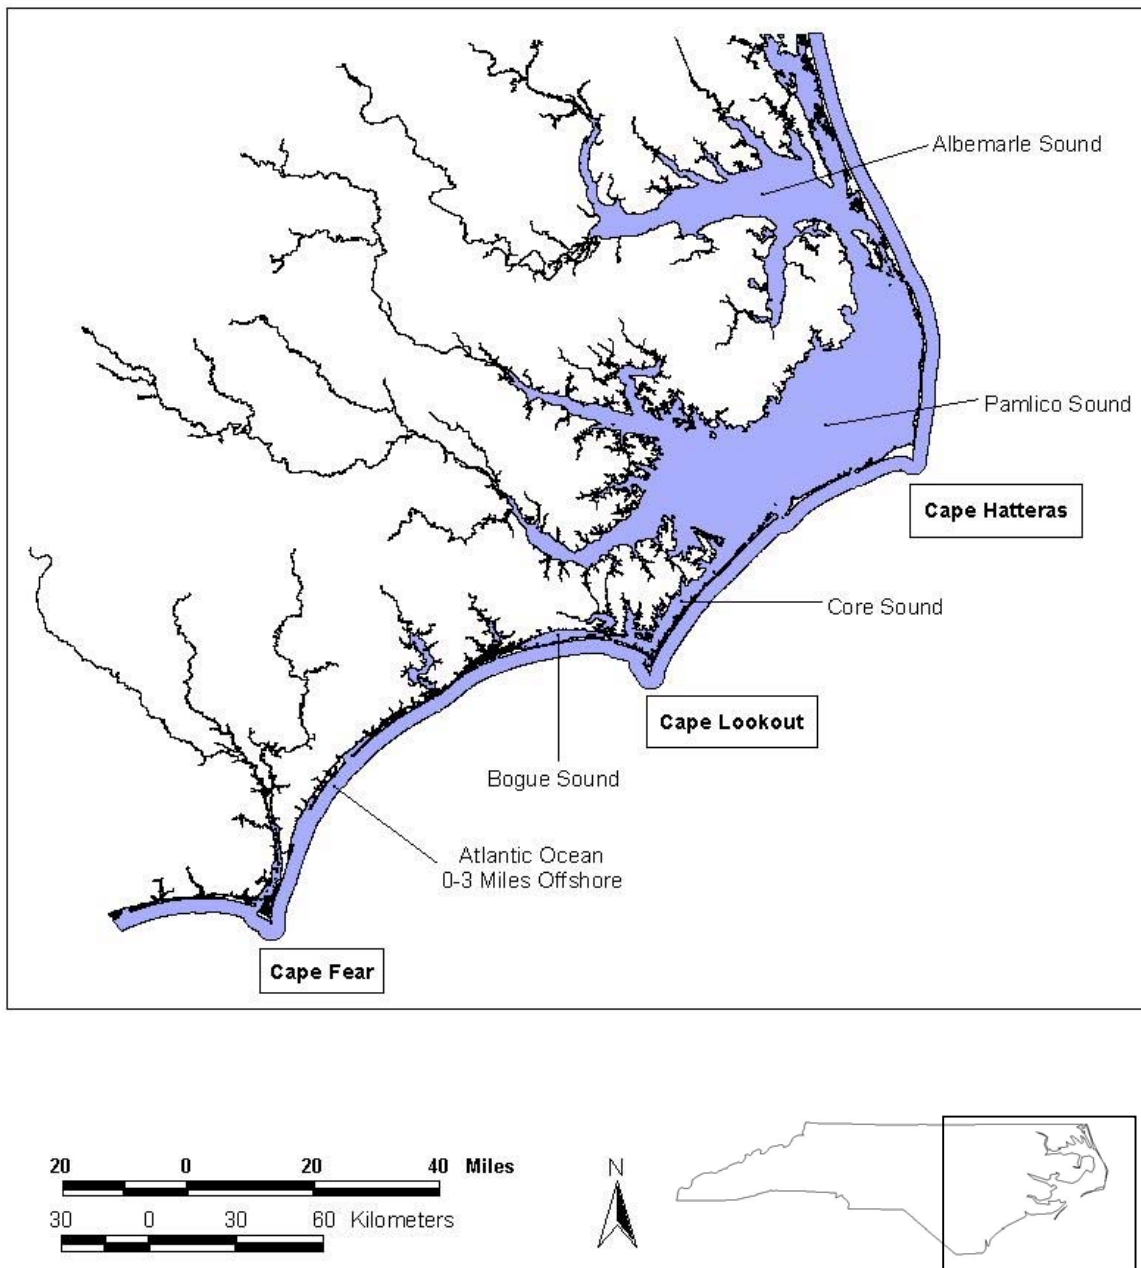 Albemarle Sound
Pamlico Sound
Cape Hatteras
Core Sound
Cape Lookout
Bogue Sound
Atlantic Ocean
0-3 Miles Offshore
Cape Fear
20 0 20 40 Miles
30 0 30 60 Kilometers
N